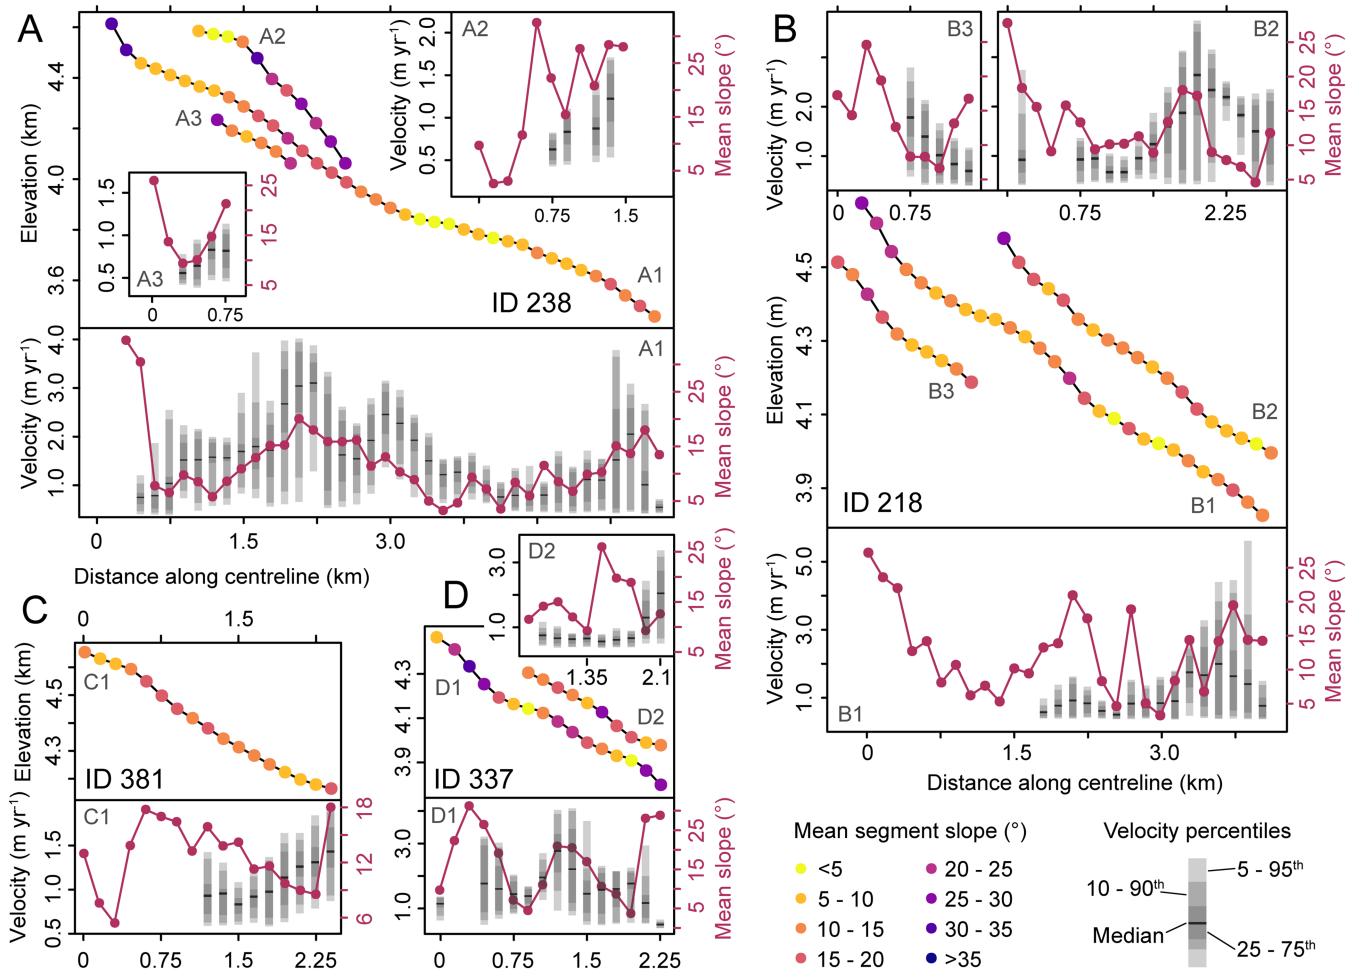 A
A2
A3
A1
ID 238
Elevation (km)
4.4
4.0
3.6
A2
Velocity (m yr⁻¹)
2.0
1.5
1.0
0.5
Mean slope (°)
25
15
5
0.75
1.5
A3
1.5
1.0
0.5
25
15
5
0
0.75
A1
Velocity (m yr⁻¹)
4.0
3.0
2.0
1.0
Mean slope (°)
25
15
5
0
1.5
3.0
Distance along centreline (km)
B
B3
Velocity (m yr⁻¹)
2.0
1.0
0
0.75
B2
0.75
2.25
Mean slope (°)
25
20
15
10
5
Elevation (m)
4.5
4.3
4.1
3.9
B3
B2
B1
ID 218
B1
Velocity (m yr⁻¹)
5.0
3.0
1.0
Mean slope (°)
25
20
15
10
5
0
1.5
3.0
Distance along centreline (km)
C
0
1.5
Elevation (km)
4.5
4.3
C1
ID 381
C1
Velocity (m yr⁻¹)
1.5
1.0
0.5
18
12
6
0
0.75
1.5
2.25
D
D2
3.0
1.0
Mean slope (°)
25
15
5
1.35
2.1
4.3
4.1
3.9
D1
D2
ID 337
D1
3.0
1.0
Mean slope (°)
30
20
10
0
0
0.75
1.5
2.25
Mean segment slope (°)
<5
5 - 10
10 - 15
15 - 20
20 - 25
25 - 30
30 - 35
>35
Velocity percentiles
5 - 95th
10 - 90th
Median
25 - 75th